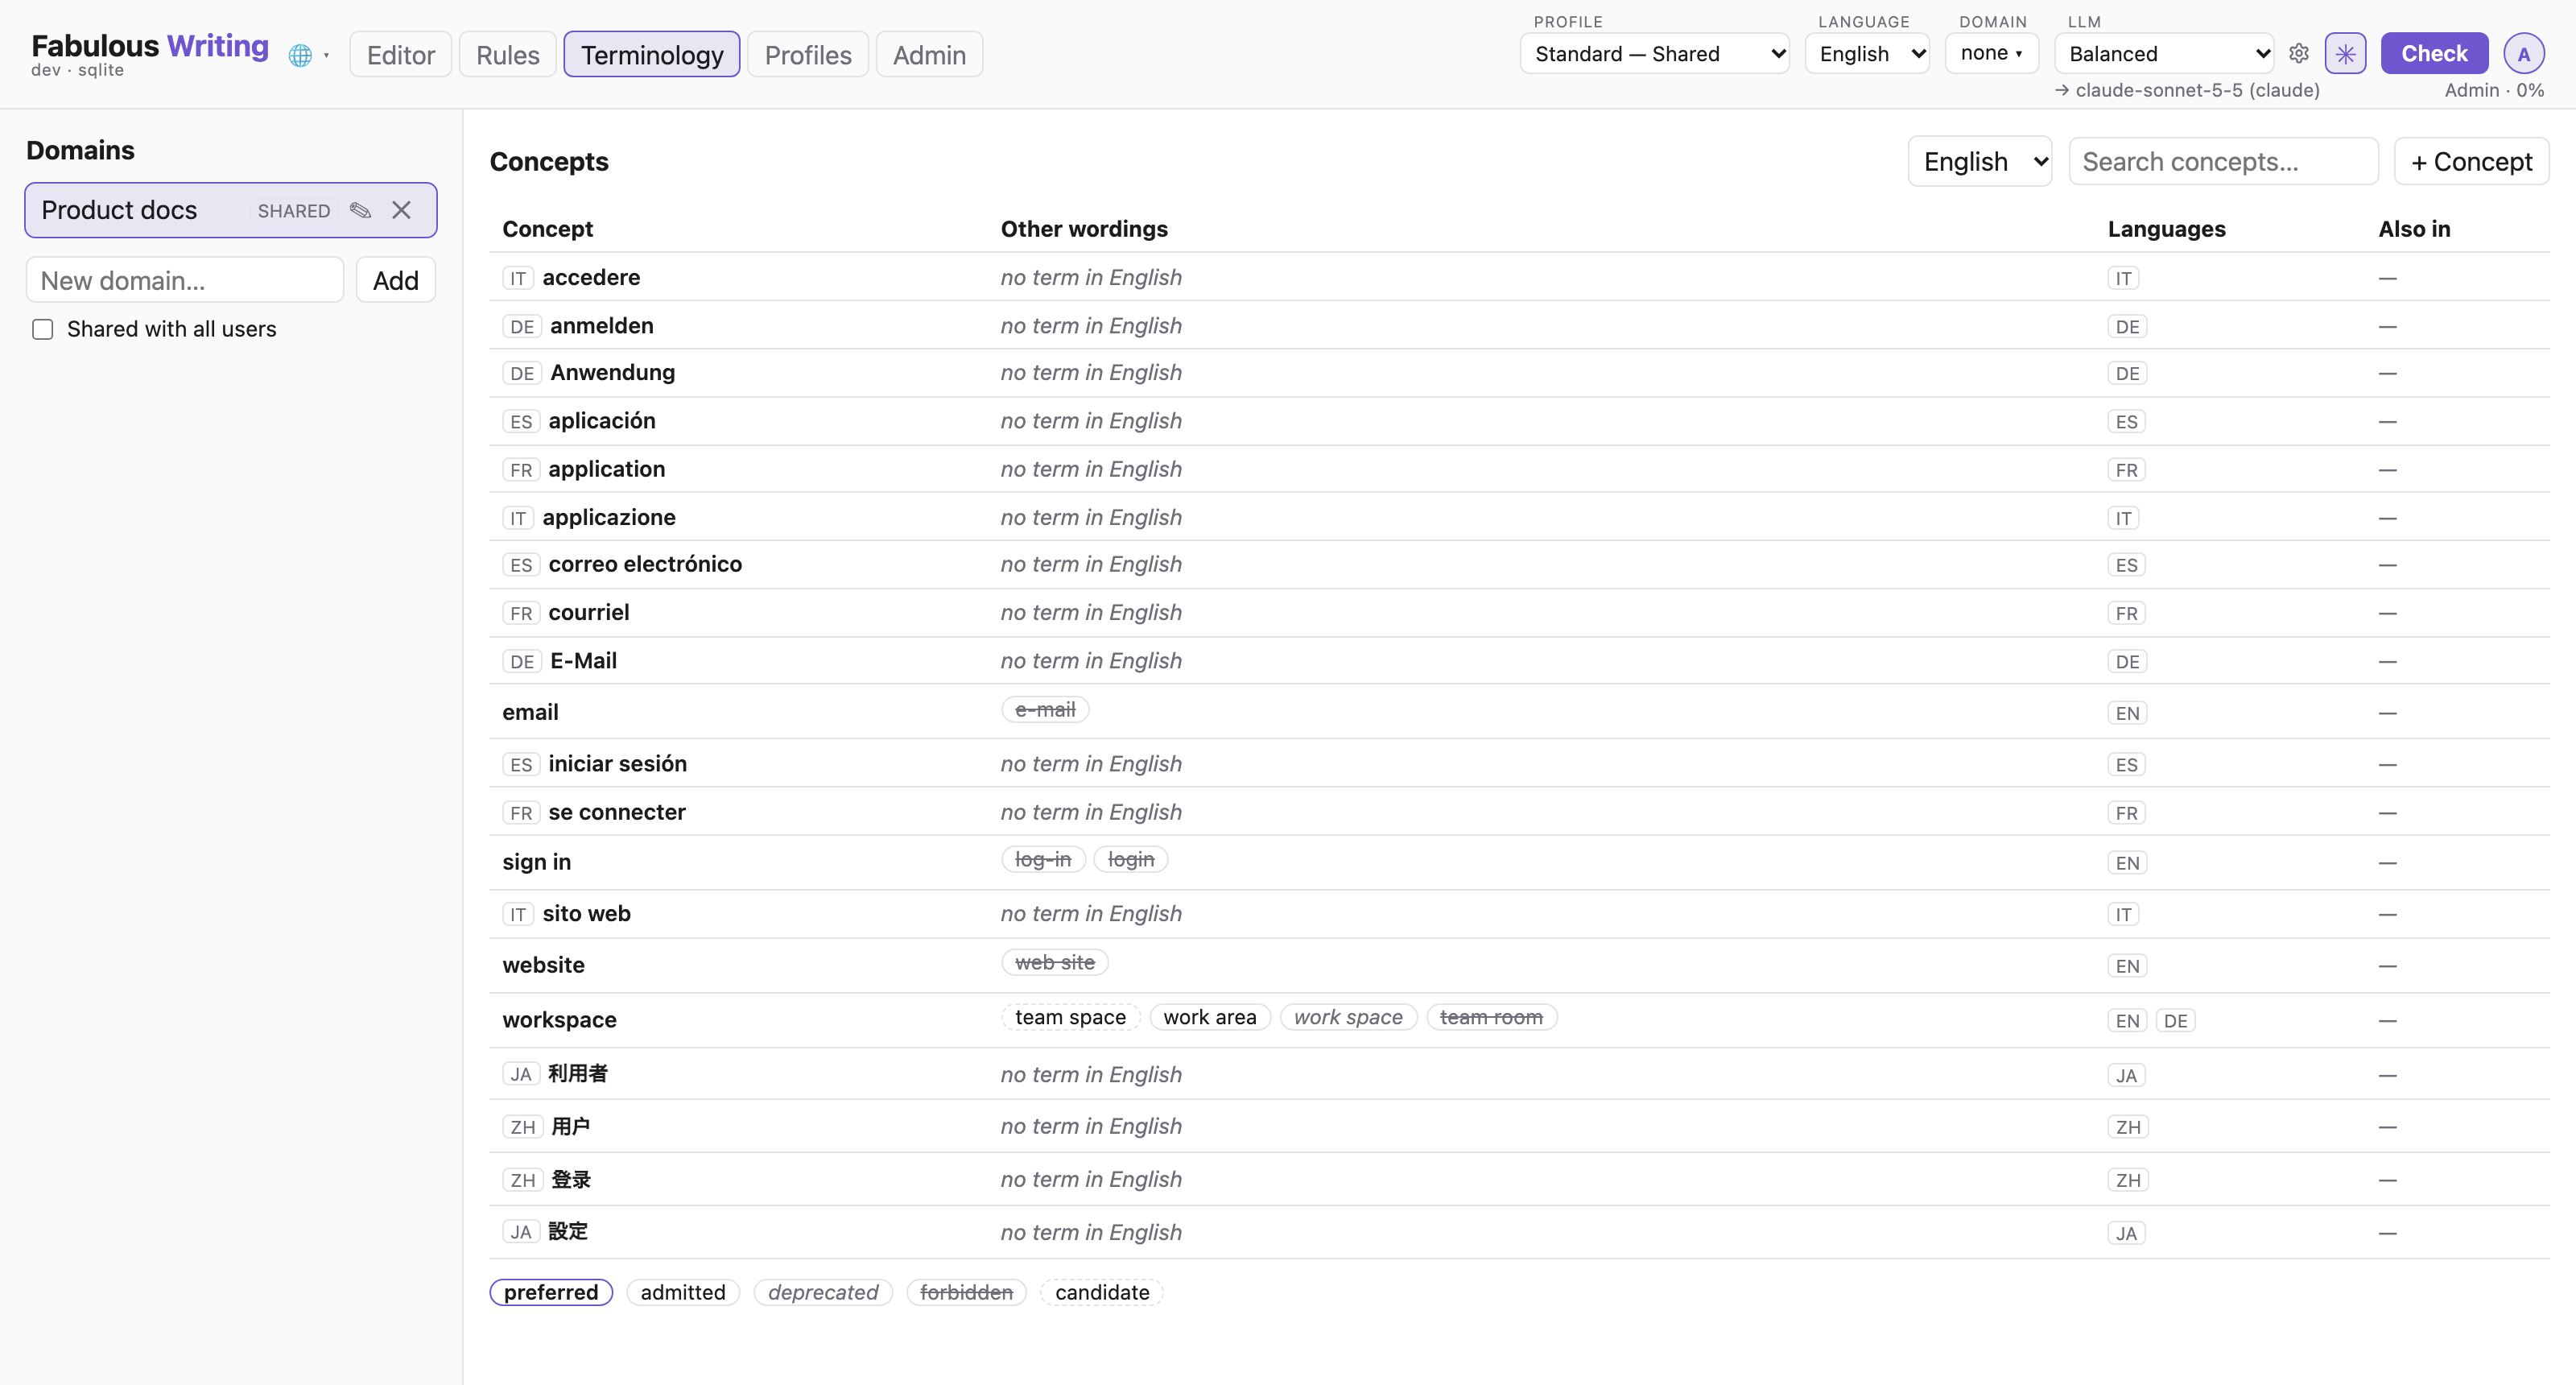 Fabulous Writing
dev · sqlite
Editor
Rules
Terminology
Profiles
Admin
PROFILE
Standard — Shared
LANGUAGE
English
DOMAIN
none
LLM
Balanced
→ claude-sonnet-5-5 (claude)
Check
A
Admin · 0%
Domains
Product docs SHARED
New domain...
Add
Shared with all users
Concepts
English
Search concepts...
+ Concept
Concept Other wordings Languages Also in
IT accedere no term in English IT —
DE anmelden no term in English DE —
DE Anwendung no term in English DE —
ES aplicación no term in English ES —
FR application no term in English FR —
IT applicazione no term in English IT —
ES correo electrónico no term in English ES —
FR courriel no term in English FR —
DE E-Mail no term in English DE —
email e-mail EN —
ES iniciar sesión no term in English ES —
FR se connecter no term in English FR —
sign in log-in login EN —
IT sito web no term in English IT —
website web site EN —
workspace team space work area work space team room EN DE —
JA 利用者 no term in English JA —
ZH 用户 no term in English ZH —
ZH 登录 no term in English ZH —
JA 設定 no term in English JA —
preferred admitted deprecated forbidden candidate